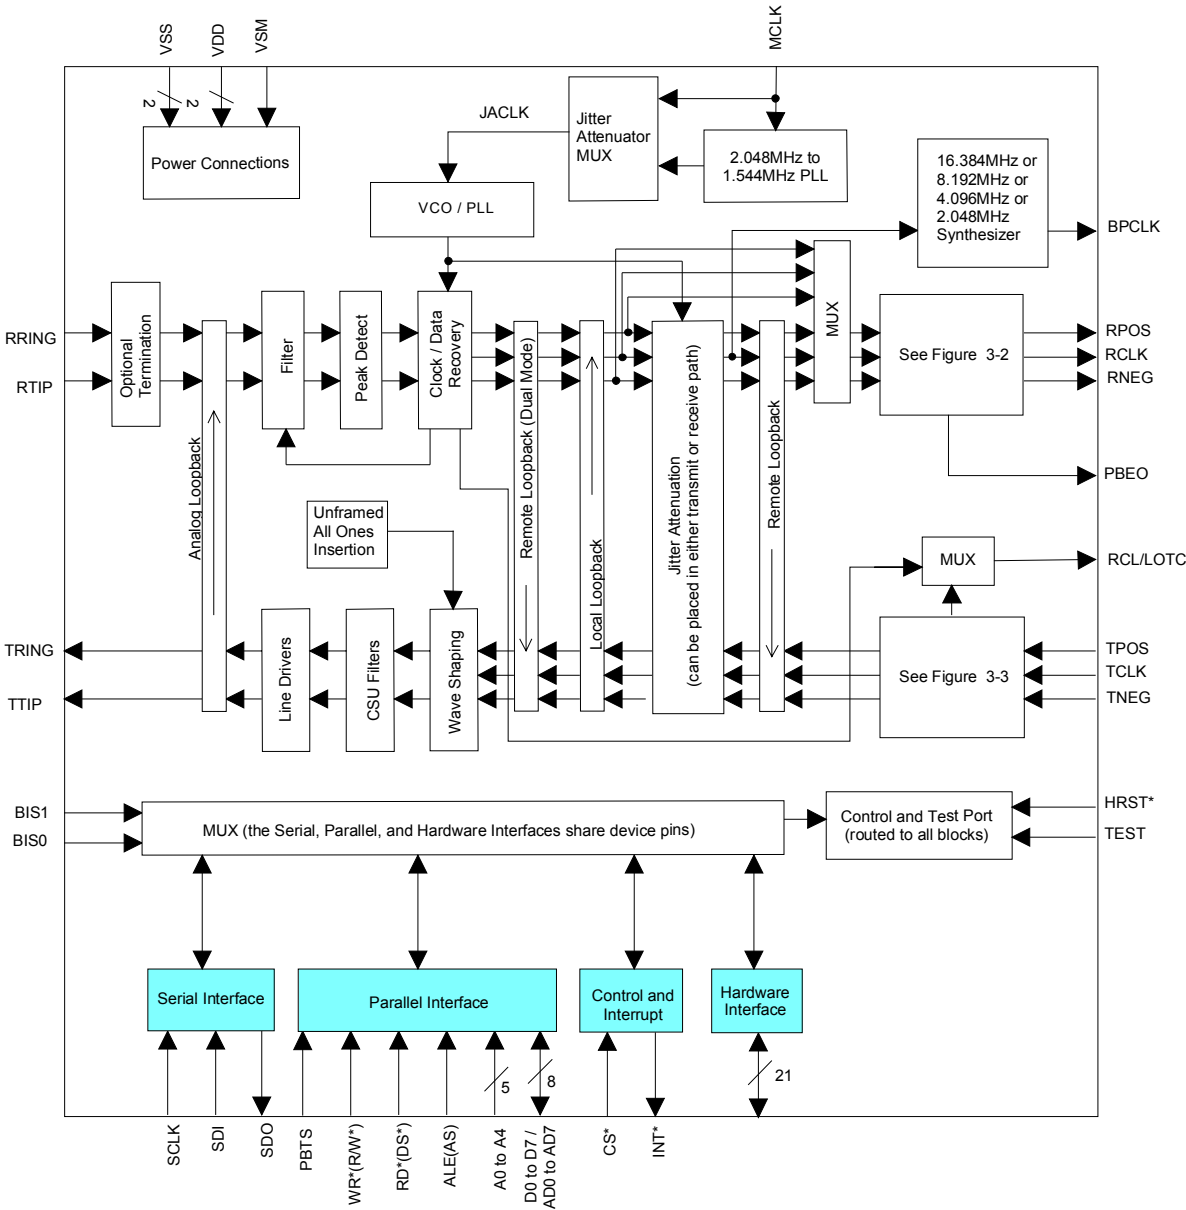 VSS
VDD
VSM
MCLK
2
2
Power Connections
JACLK
Jitter
Attenuator
MUX
2.048MHz to
1.544MHz PLL
16.384MHz or
8.192MHz or
4.096MHz or
2.048MHz
Synthesizer
BPCLK
VCO / PLL
RRING
RTIP
Optional
Termination
Analog Loopback
Filter
Peak Detect
Clock / Data
Recovery
Remote Loopback (Dual Mode)
Local Loopback
Jitter Attenuation
(can be placed in either transmit or receive path)
Remote Loopback
MUX
See Figure 3-2
RPOS
RCLK
RNEG
PBEO
Unframed
All Ones
Insertion
MUX
RCL/LOTC
TRING
TTIP
Line Drivers
CSU Filters
Wave Shaping
See Figure 3-3
TPOS
TCLK
TNEG
BIS1
BIS0
MUX (the Serial, Parallel, and Hardware Interfaces share device pins)
Control and Test Port
(routed to all blocks)
HRST*
TEST
Serial Interface
Parallel Interface
Control and
Interrupt
Hardware
Interface
5
8
21
SCLK
SDI
SDO
PBTS
WR*(R/W*)
RD*(DS*)
ALE(AS)
A0 to A4
D0 to D7 /
AD0 to AD7
CS*
INT*